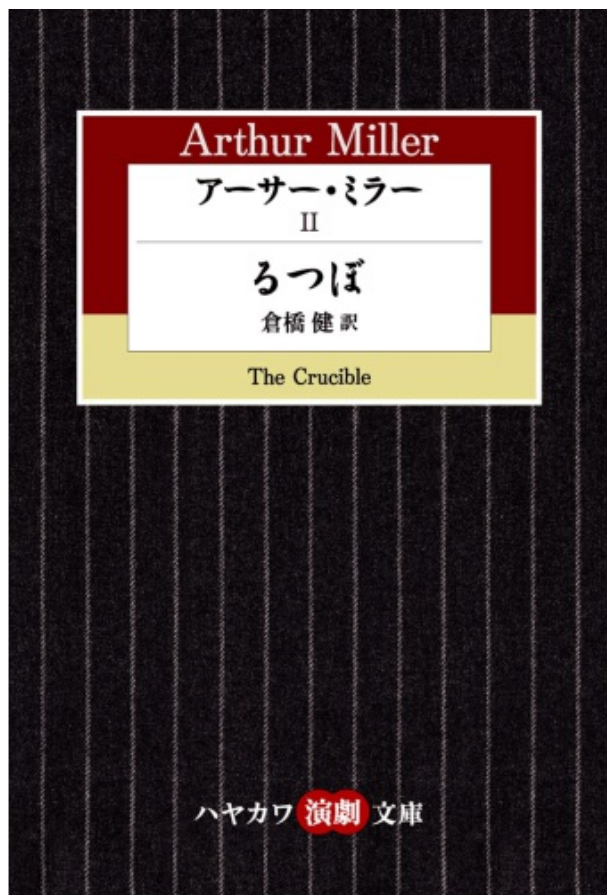 Arthur Miller
アーサー・ミラー
II
るつぼ
倉橋 健 訳
The Crucible
ハヤカワ演劇文庫